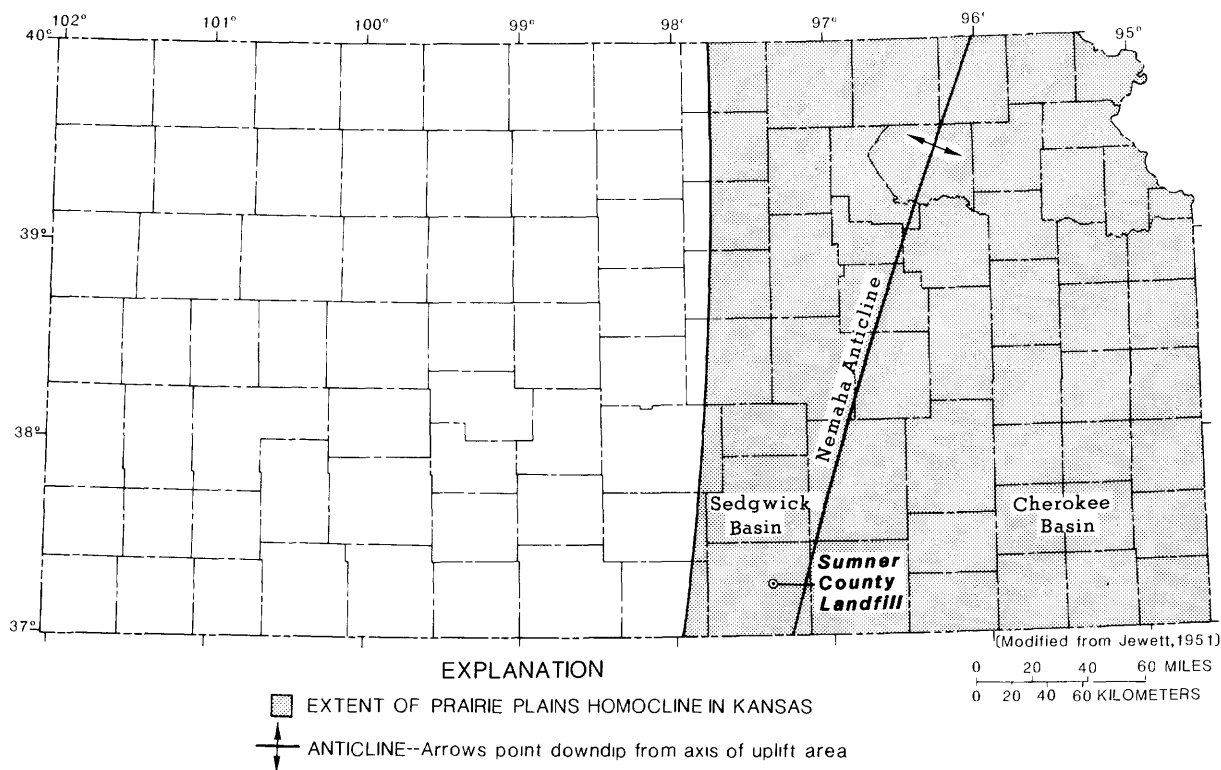 102° 101° 100° 99° 98° 97° 96' 95°
40°
39°
38°
37°
Nemaha Anticline
Sedgwick
Basin
Cherokee
Basin
Sumner
County
Landfill
(Modified from Jewett, 1951)
0 20 40 60 MILES
0 20 40 60 KILOMETERS
EXPLANATION
EXTENT OF PRAIRIE PLAINS HOMOCLINE IN KANSAS
ANTICLINE--Arrows point downdip from axis of uplift area